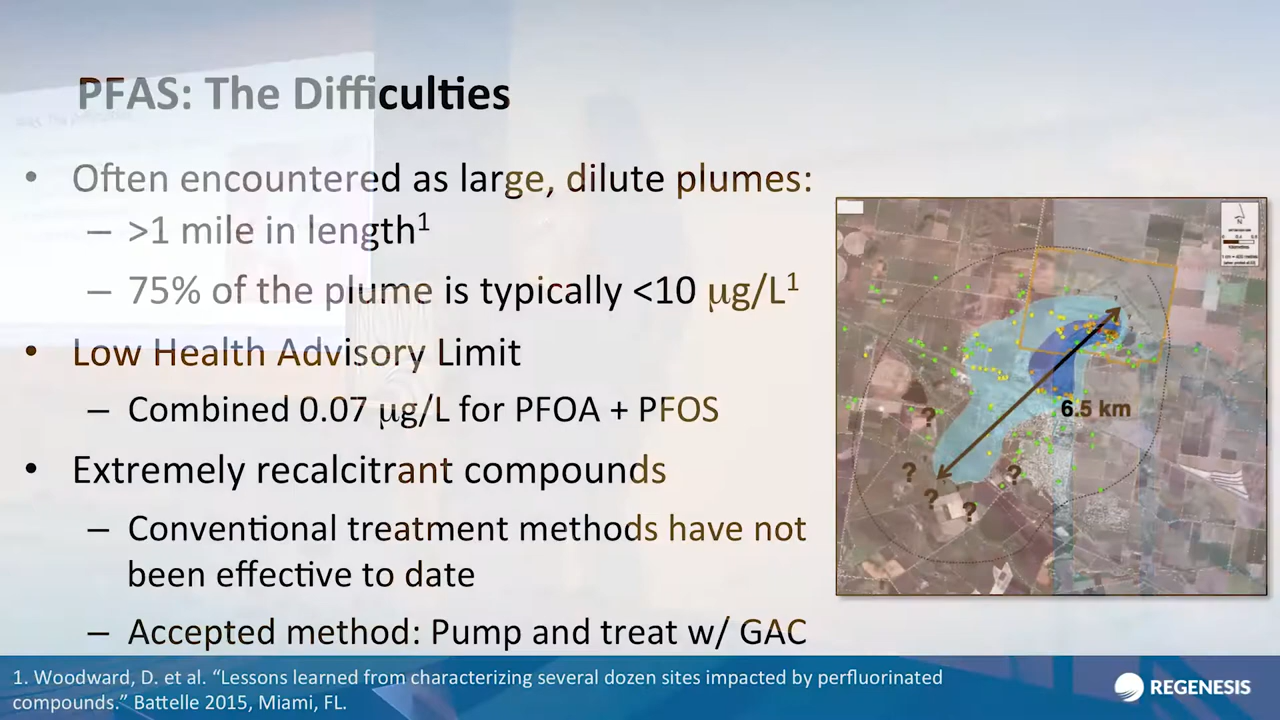 PFAS: The Difficulties
• Often encountered as large, dilute plumes:
– >1 mile in length1
– 75% of the plume is typically <10 μg/L1
• Low Health Advisory Limit
– Combined 0.07 μg/L for PFOA + PFOS
• Extremely recalcitrant compounds
– Conventional treatment methods have not
been effective to date
– Accepted method: Pump and treat w/ GAC
N
6.5 km
?
?
?
?
?
1. Woodward, D. et al. “Lessons learned from characterizing several dozen sites impacted by perfluorinated
compounds.” Battelle 2015, Miami, FL.
REGENESIS